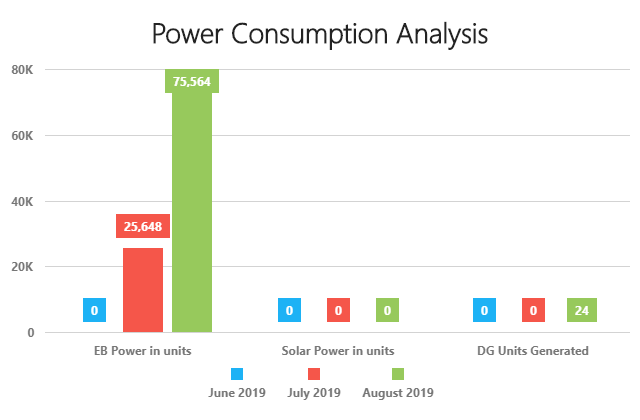 Power Consumption Analysis
80K
75,564
60K
40K
25,648
20K
0 0 0 0 0 0 24
0
EB Power in units Solar Power in units DG Units Generated
June 2019 July 2019 August 2019